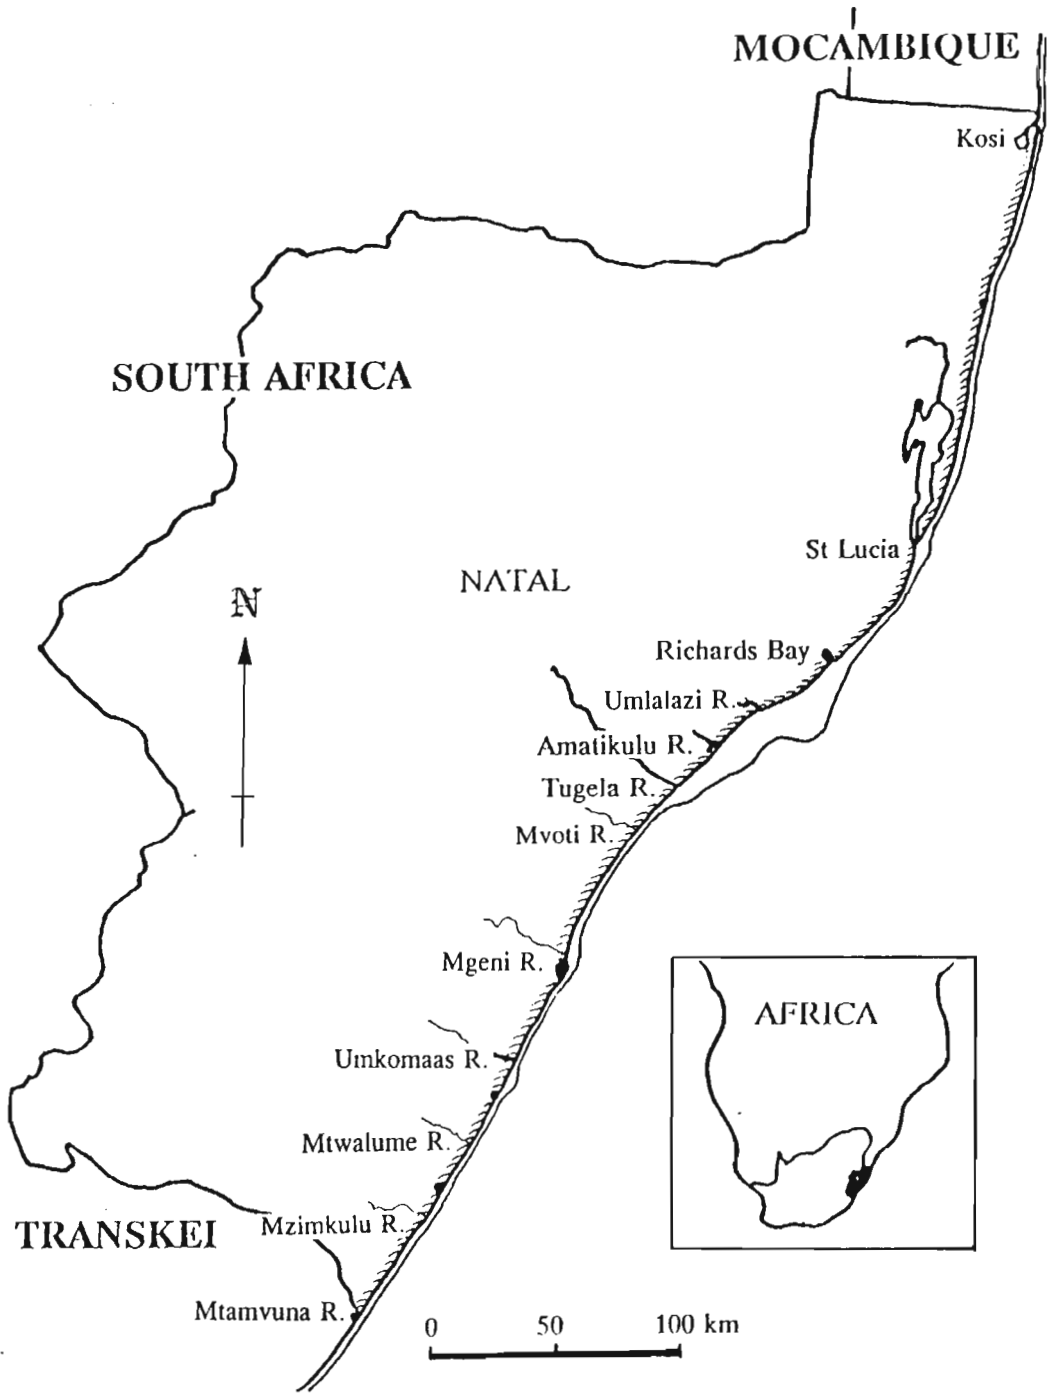 MOCAMBIQUE
Kosi
SOUTH AFRICA
St Lucia
NATAL
N
Richards Bay
Umlalazi R.
Amatikulu R.
Tugela R.
Mvoti R.
Mgeni R.
AFRICA
Umkomaas R.
Mtwalume R.
Mzimkulu R.
TRANSKEI
Mtamvuna R.
0 50 100 km